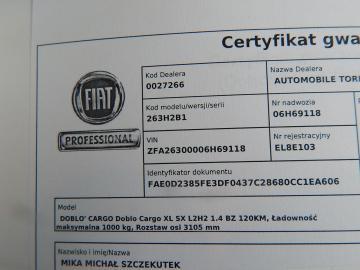 Certyfikat
FIAT
PROFESSIONAL
Kod Dealera
0027266
Nazwa Dealera
AUTOMOBILE
Kod modelu/wersji/serii
263H2B1
Nr nadwozia
06H69118
VIN
ZFA26300006H69118
Nr rejestracyjny
EL8E103
Identyfikator dokumentu
FAE0D2385FE3DF0437C28680CC1EA606
Model
DOBLO' CARGO Doblo Cargo XL SX L2H2 1.4 BZ 120KM, Ładowność
maksymalna 1000 kg, Rozstaw osi 3105 mm
Nazwisko i imię/Nazwa
MIKA MICHAŁ SZCZEKUTEK